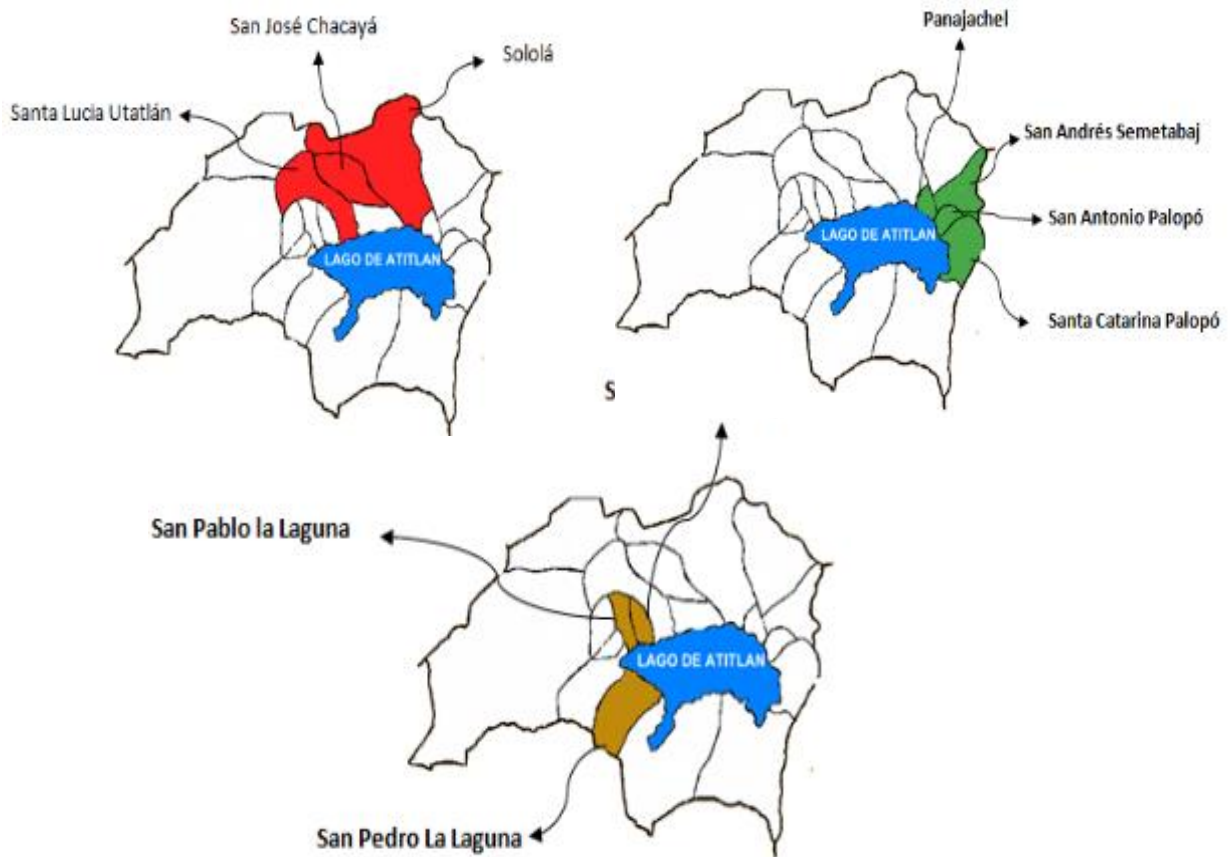 San José Chacayá
Sololá
Santa Lucia Utatlán
LAGO DE ATITLAN
Panajachel
San Andrés Semetabaj
San Antonio Palopó
LAGO DE ATITLAN
Santa Catarina Palopó
S
San Pablo la Laguna
LAGO DE ATITLAN
San Pedro La Laguna